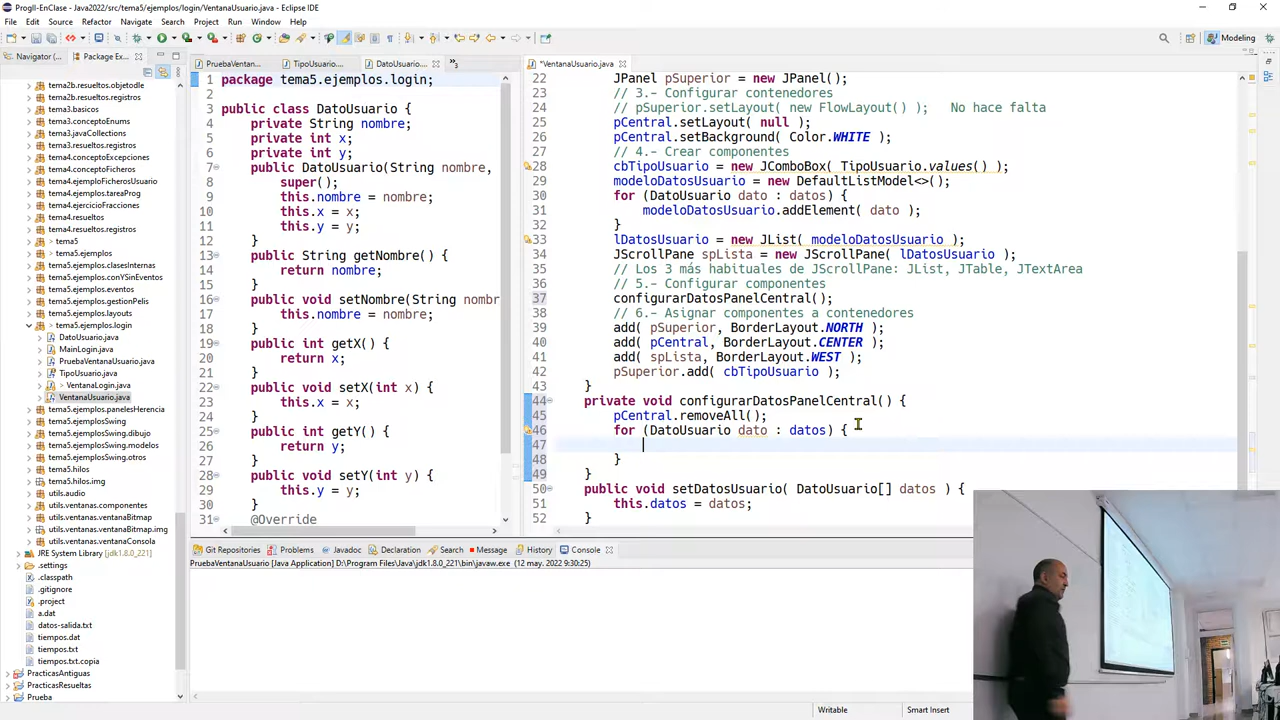 ProgII-EnClase - Java2022/src/tema5/ejemplos/login/VentanaUsuario.java - Eclipse IDE
File Edit Source Refactor Navigate Search Project Run Window Help
Modeling
Navigator (... Package Ex...
tema2b.resueltos.objetodle
tema2b.resueltos.registros
tema3.basicos
tema3.conceptoEnums
tema3.javaCollections
tema3.resueltos.registros
tema4.conceptoExcepciones
tema4.conceptoFicheros
tema4.ejemploFicherosUsuario
tema4.tareaProg
tema4.ejercicioFracciones
tema4.resueltos
tema4.resueltos.registros
> tema5
> tema5.ejemplos
tema5.ejemplos.clasesInternas
tema5.ejemplos.conYSinEventos
tema5.ejemplos.eventos
tema5.ejemplos.gestionPelis
tema5.ejemplos.layouts
> tema5.ejemplos.login
DatoUsuario.java
MainLogin.java
PruebaVentanaUsuario.java
TipoUsuario.java
> VentanaLogin.java
VentanaUsuario.java
tema5.ejemplos.panelesHerencia
tema5.ejemplosSwing
tema5.ejemplosSwing.dibujo
tema5.ejemplosSwing.modelos
tema5.ejemplosSwing.otros
tema5.hilos
tema5.hilos.img
utils.audio
utils.ventanas.componentes
utils.ventanas.ventanaBitmap
utils.ventanas.ventanaBitmap.img
utils.ventanas.ventanaConsola
JRE System Library [jdk1.8.0_221]
.settings
.classpath
.gitignore
.project
a.dat
datos-salida.txt
tiempos.dat
tiempos.txt
tiempos.txt.copia
PracticasAntiguas
PracticasResueltas
Prueba
PruebaVentan... TipoUsuario.... DatoUsuario.... »3
1 package tema5.ejemplos.login;
2
3 public class DatoUsuario {
4 private String nombre;
5 private int x;
6 private int y;
7 public DatoUsuario(String nombre,
8 super();
9 this.nombre = nombre;
10 this.x = x;
11 this.y = y;
12 }
13 public String getNombre() {
14 return nombre;
15 }
16 public void setNombre(String nombr
17 this.nombre = nombre;
18 }
19 public int getX() {
20 return x;
21 }
22 public void setX(int x) {
23 this.x = x;
24 }
25 public int getY() {
26 return y;
27 }
28 public void setY(int y) {
29 this.y = y;
30 }
31 @Override
*VentanaUsuario.java
22 JPanel pSuperior = new JPanel();
23 // 3.- Configurar contenedores
24 // pSuperior.setLayout( new FlowLayout() ); No hace falta
25 pCentral.setLayout( null );
26 pCentral.setBackground( Color.WHITE );
27 // 4.- Crear componentes
28 cbTipoUsuario = new JComboBox( TipoUsuario.values() );
29 modeloDatosUsuario = new DefaultListModel<>();
30 for (DatoUsuario dato : datos) {
31 modeloDatosUsuario.addElement( dato );
32 }
33 lDatosUsuario = new JList( modeloDatosUsuario );
34 JScrollPane spLista = new JScrollPane( lDatosUsuario );
35 // Los 3 más habituales de JScrollPane: JList, JTable, JTextArea
36 // 5.- Configurar componentes
37 configurarDatosPanelCentral();
38 // 6.- Asignar componentes a contenedores
39 add( pSuperior, BorderLayout.NORTH );
40 add( pCentral, BorderLayout.CENTER );
41 add( spLista, BorderLayout.WEST );
42 pSuperior.add( cbTipoUsuario );
43 }
44 private void configurarDatosPanelCentral() {
45 pCentral.removeAll();
46 for (DatoUsuario dato : datos) {
47
48 }
49 }
50 public void setDatosUsuario( DatoUsuario[] datos ) {
51 this.datos = datos;
52 }
Git Repositories Problems Javadoc Declaration Search Message History Console
PruebaVentanaUsuario [Java Application] D:\Program Files\Java\jdk1.8.0_221\bin\javaw.exe (12 may. 2022 9:30:25)
Writable Smart Insert